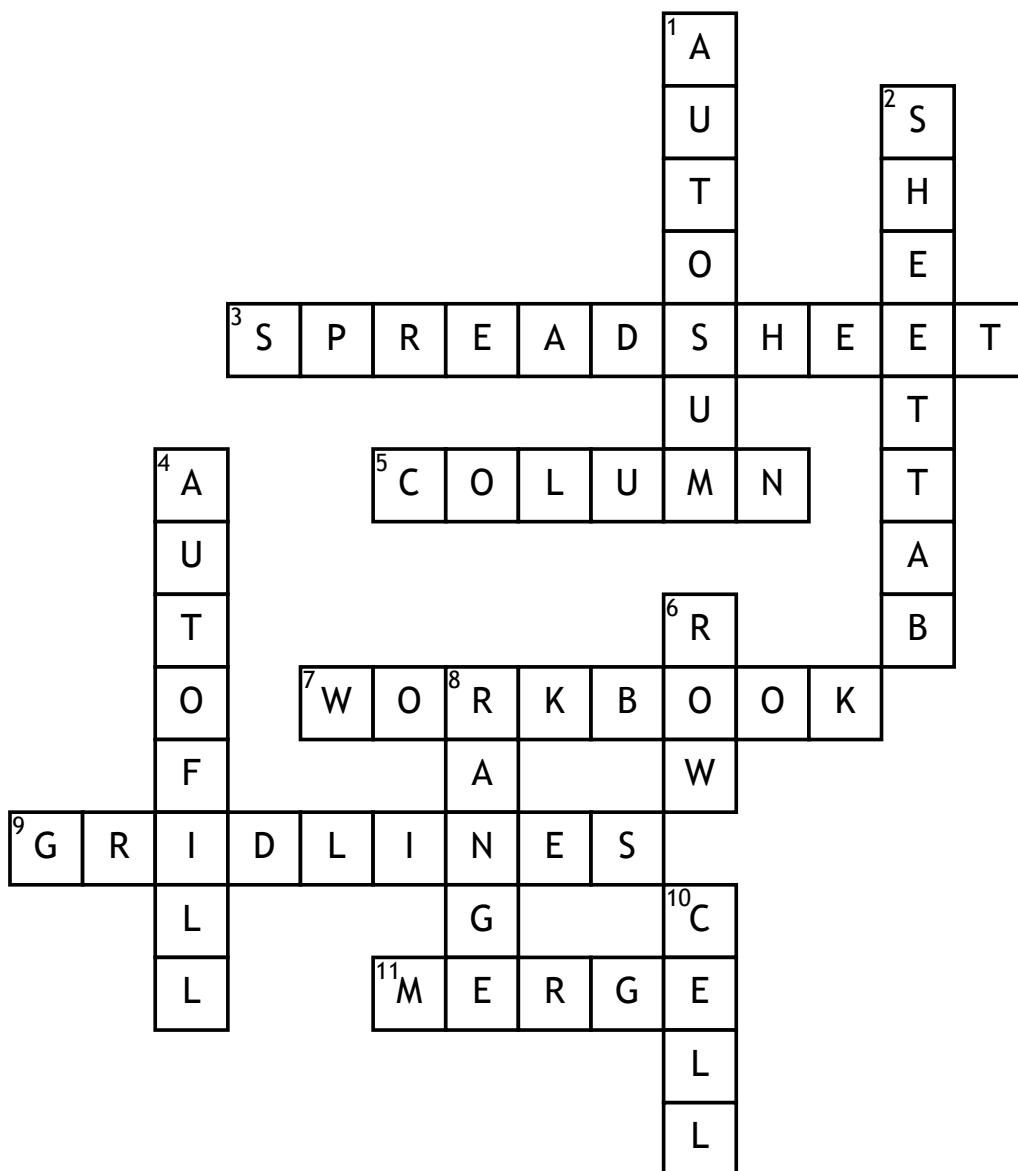 1 A
U 2 S
T H
O E
3 S P R E A D S H E E T
U T
4 A 5 C O L U M N T
U A
T 6 R B
O 7 W O 8 R K B O O K
F A W
9 G R I D L I N E S
L G 10 C
L 11 M E R G E
L
L